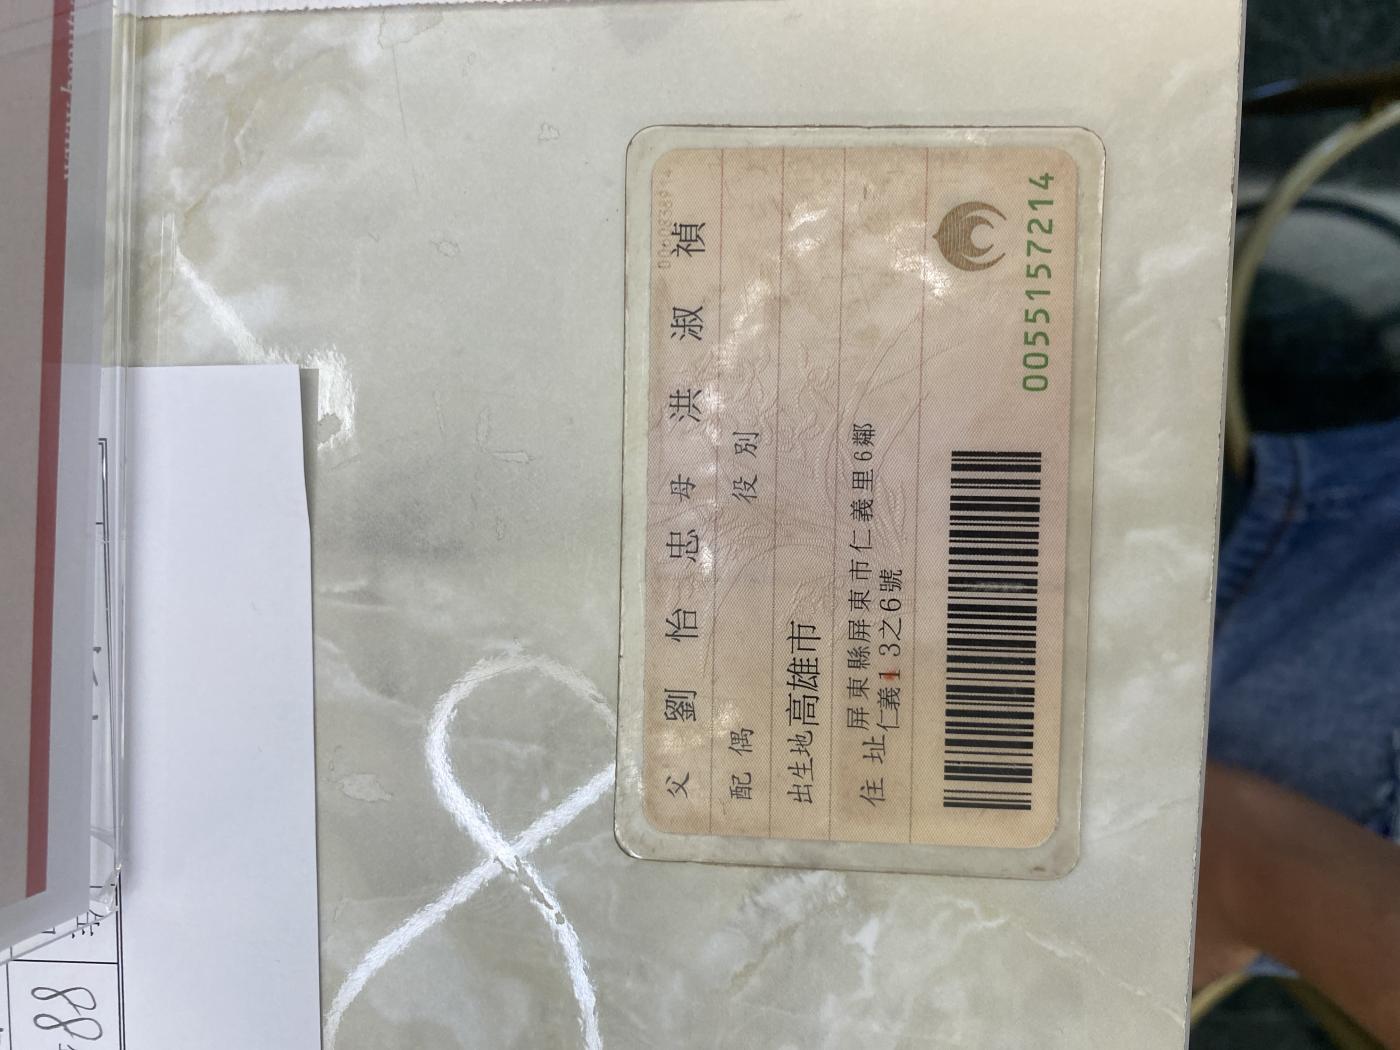 父 劉 怡 忠 母 洪 淑 禎
配偶 役別
出生地 高雄市
住址 屏東縣屏東市仁義里6鄰
仁義1 3之6號
0055157214
88